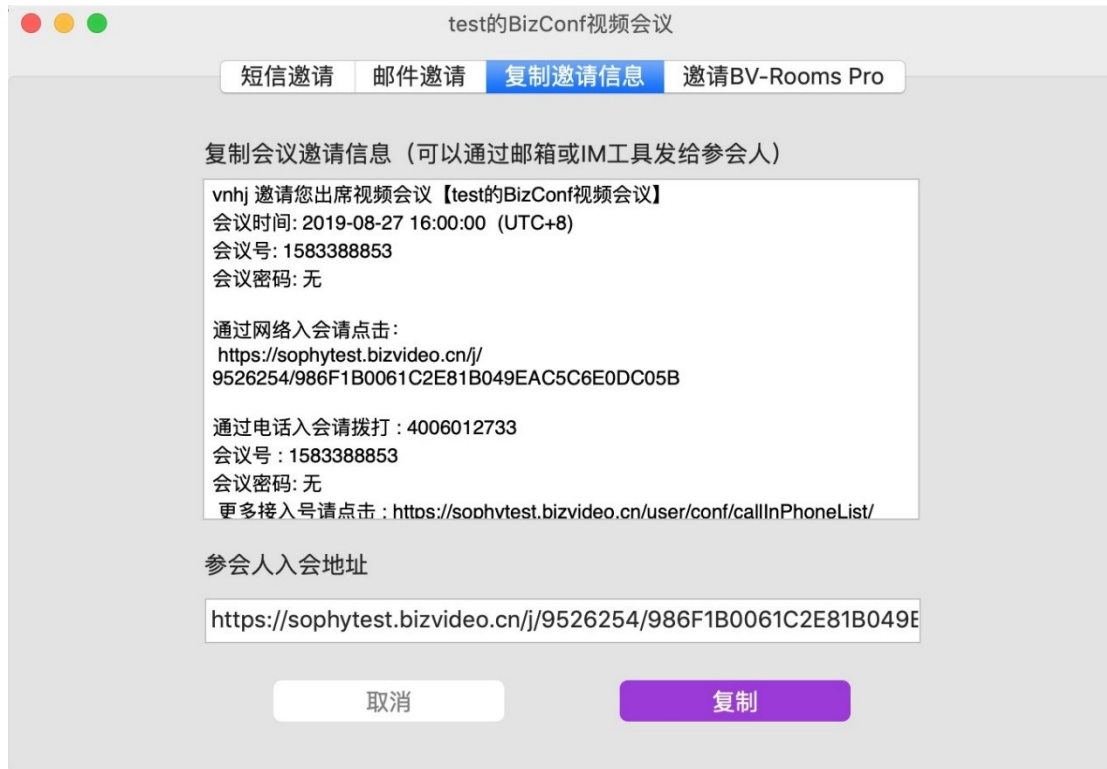 test的BizConf视频会议
短信邀请 邮件邀请 复制邀请信息 邀请BV-Rooms Pro
复制会议邀请信息（可以通过邮箱或IM工具发给参会人）
vnhj 邀请您出席视频会议【test的BizConf视频会议】
会议时间: 2019-08-27 16:00:00 (UTC+8)
会议号: 1583388853
会议密码: 无
通过网络入会请点击：
https://sophytest.bizvideo.cn/j/
9526254/986F1B0061C2E81B049EAC5C6E0DC05B
通过电话入会请拨打 : 4006012733
会议号 : 1583388853
会议密码: 无
更多接入号请点击 : https://sophytest.bizvideo.cn/user/conf/callInPhoneList/
参会人入会地址
https://sophytest.bizvideo.cn/j/9526254/986F1B0061C2E81B049E
取消 复制